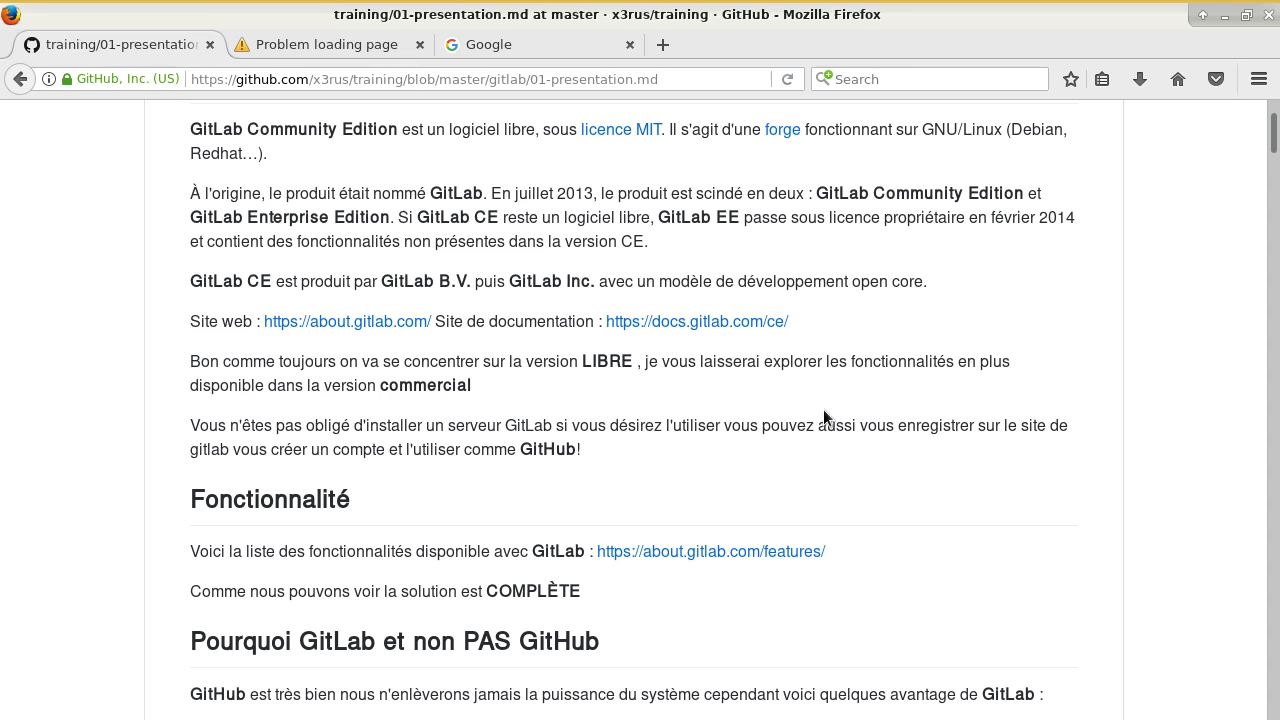 training/01-presentation.md at master · x3rus/training · GitHub - Mozilla Firefox
training/01-presentatio
Problem loading page
Google
GitHub, Inc. (US)
https://github.com/x3rus/training/blob/master/gitlab/01-presentation.md
Search
GitLab Community Edition est un logiciel libre, sous licence MIT. Il s'agit d'une forge fonctionnant sur GNU/Linux (Debian,
Redhat…).
À l'origine, le produit était nommé GitLab. En juillet 2013, le produit est scindé en deux : GitLab Community Edition et
GitLab Enterprise Edition. Si GitLab CE reste un logiciel libre, GitLab EE passe sous licence propriétaire en février 2014
et contient des fonctionnalités non présentes dans la version CE.
GitLab CE est produit par GitLab B.V. puis GitLab Inc. avec un modèle de développement open core.
Site web : https://about.gitlab.com/ Site de documentation : https://docs.gitlab.com/ce/
Bon comme toujours on va se concentrer sur la version LIBRE , je vous laisserai explorer les fonctionnalités en plus
disponible dans la version commercial
Vous n'êtes pas obligé d'installer un serveur GitLab si vous désirez l'utiliser vous pouvez aussi vous enregistrer sur le site de
gitlab vous créer un compte et l'utiliser comme GitHub!
Fonctionnalité
Voici la liste des fonctionnalités disponible avec GitLab : https://about.gitlab.com/features/
Comme nous pouvons voir la solution est COMPLÈTE
Pourquoi GitLab et non PAS GitHub
GitHub est très bien nous n'enlèverons jamais la puissance du système cependant voici quelques avantage de GitLab :